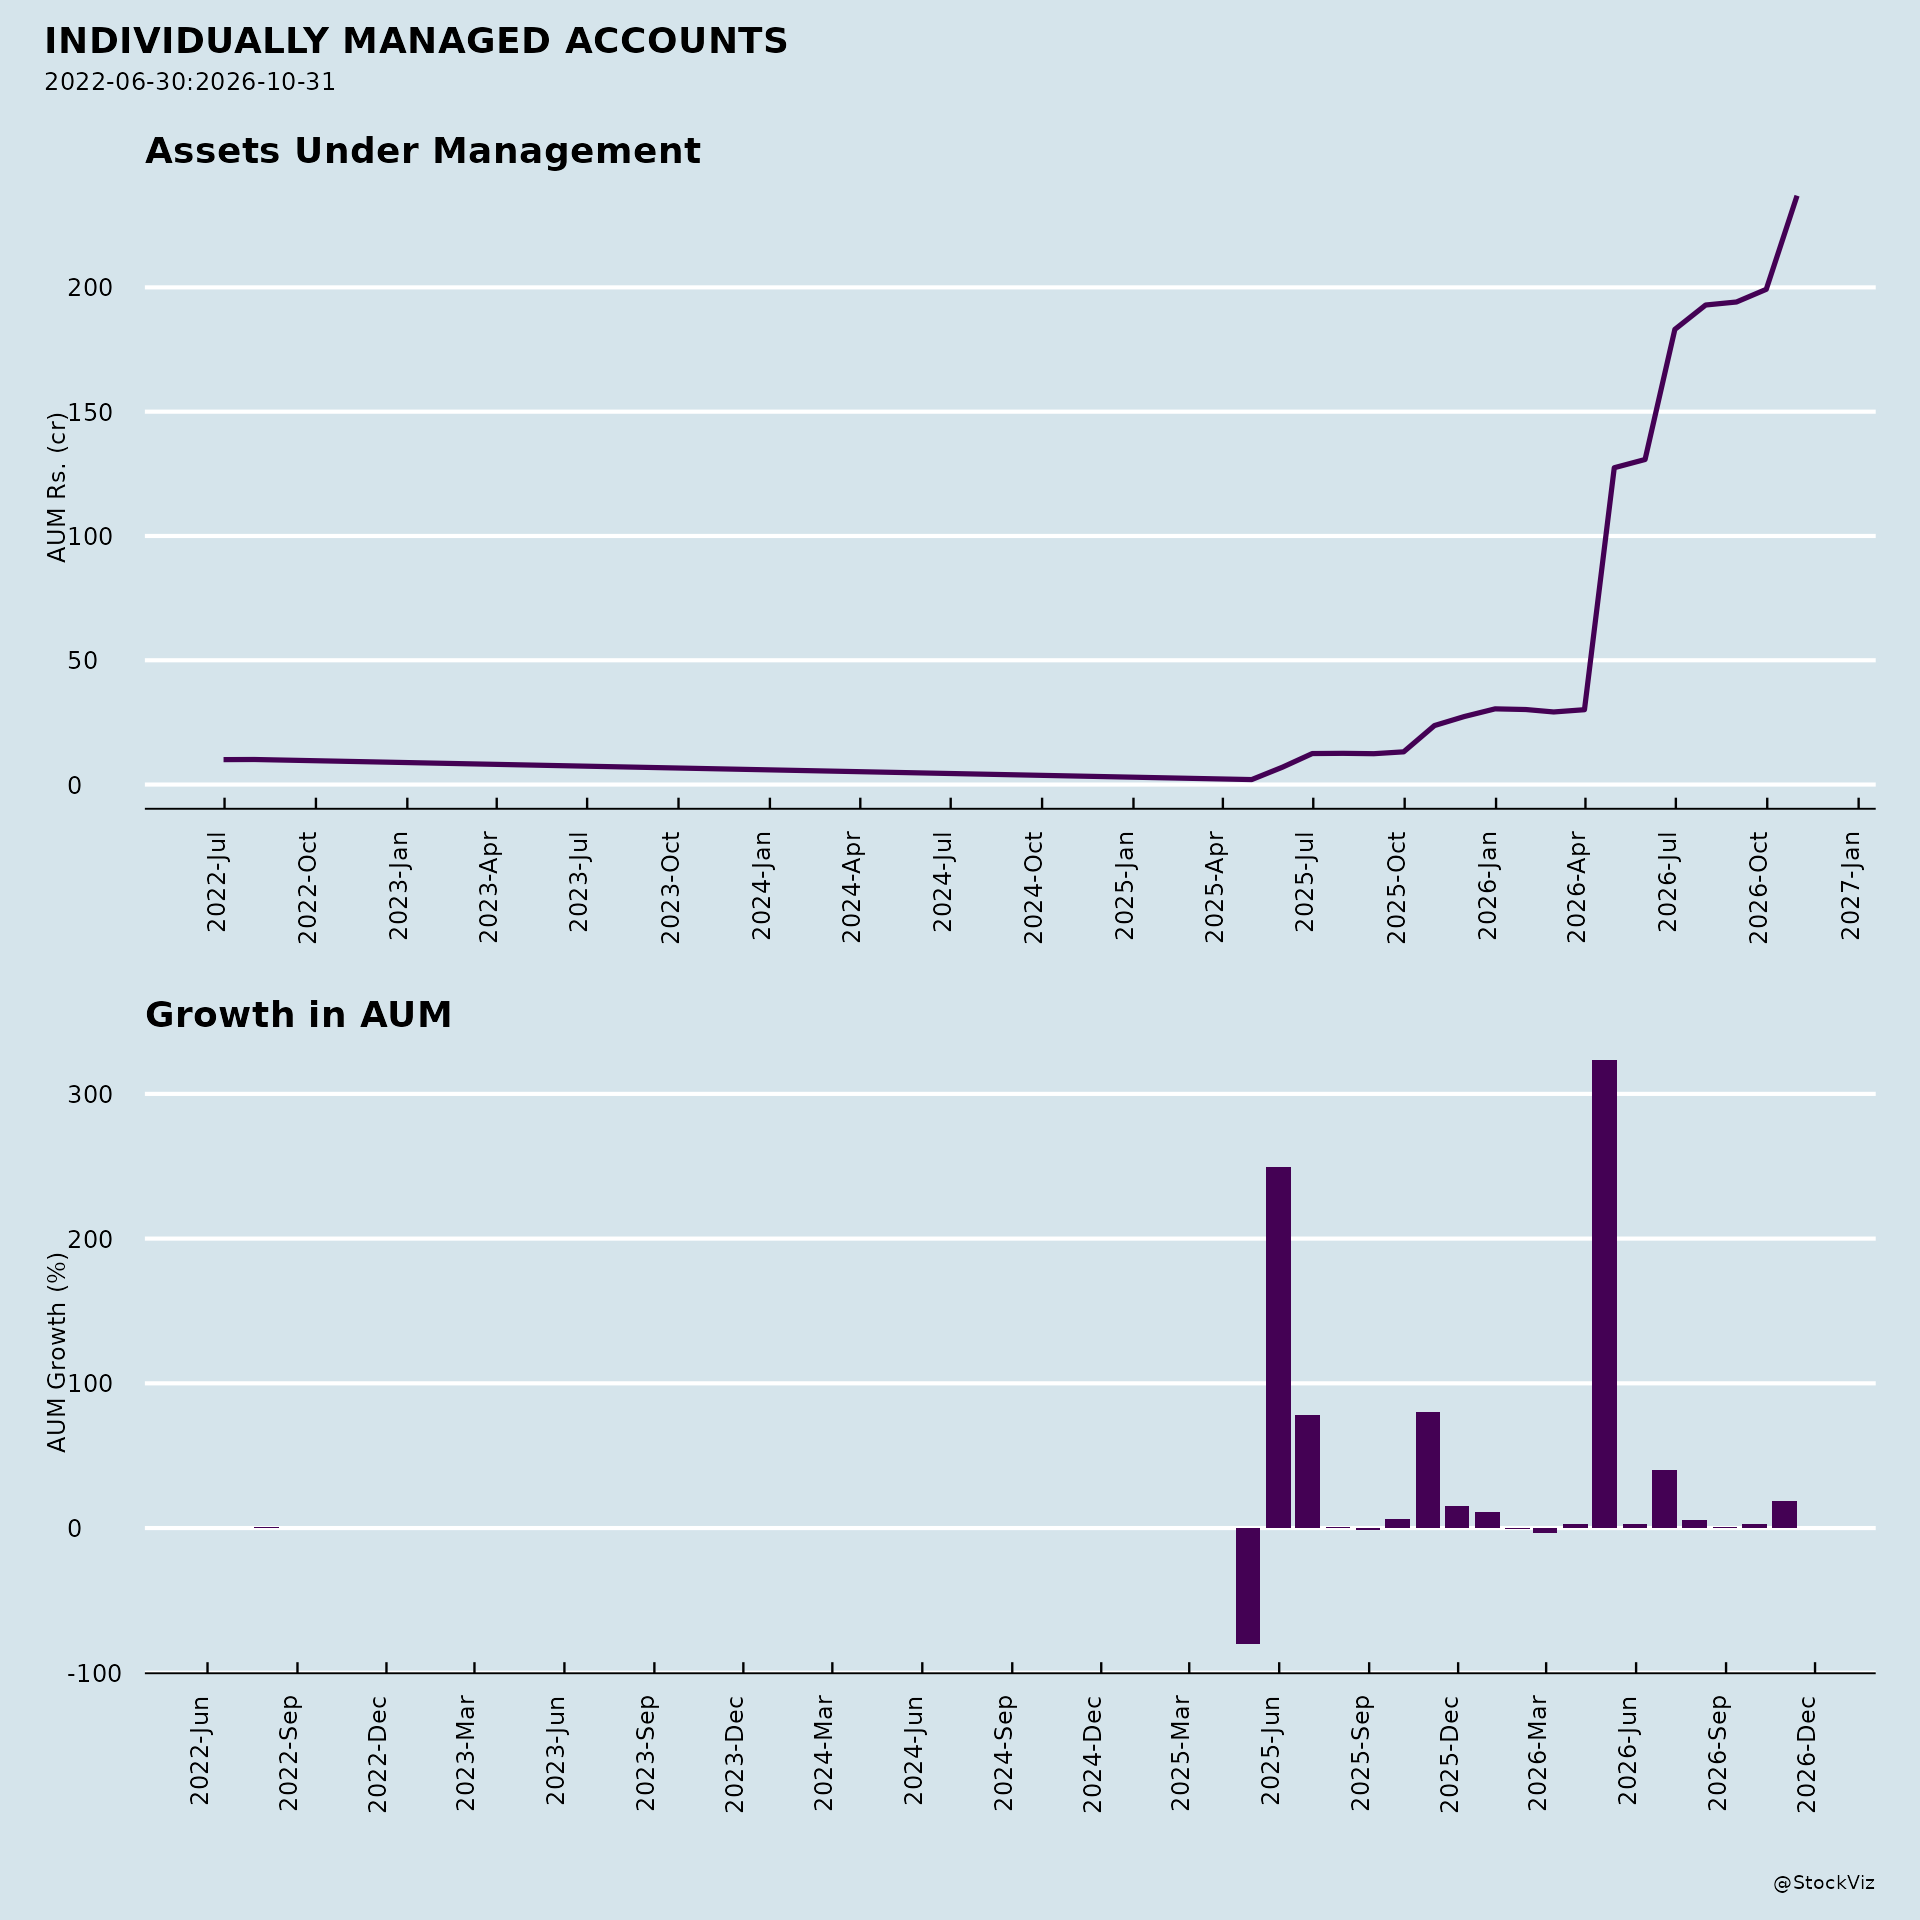 INDIVIDUALLY MANAGED ACCOUNTS
2022-06-30:2026-10-31
Assets Under Management
AUM Rs. (cr)
200
150
100
50
0
2022-Jul
2022-Oct
2023-Jan
2023-Apr
2023-Jul
2023-Oct
2024-Jan
2024-Apr
2024-Jul
2024-Oct
2025-Jan
2025-Apr
2025-Jul
2025-Oct
2026-Jan
2026-Apr
2026-Jul
2026-Oct
2027-Jan
Growth in AUM
AUM Growth (%)
300
200
100
0
-100
2022-Jun
2022-Sep
2022-Dec
2023-Mar
2023-Jun
2023-Sep
2023-Dec
2024-Mar
2024-Jun
2024-Sep
2024-Dec
2025-Mar
2025-Jun
2025-Sep
2025-Dec
2026-Mar
2026-Jun
2026-Sep
2026-Dec
@StockViz